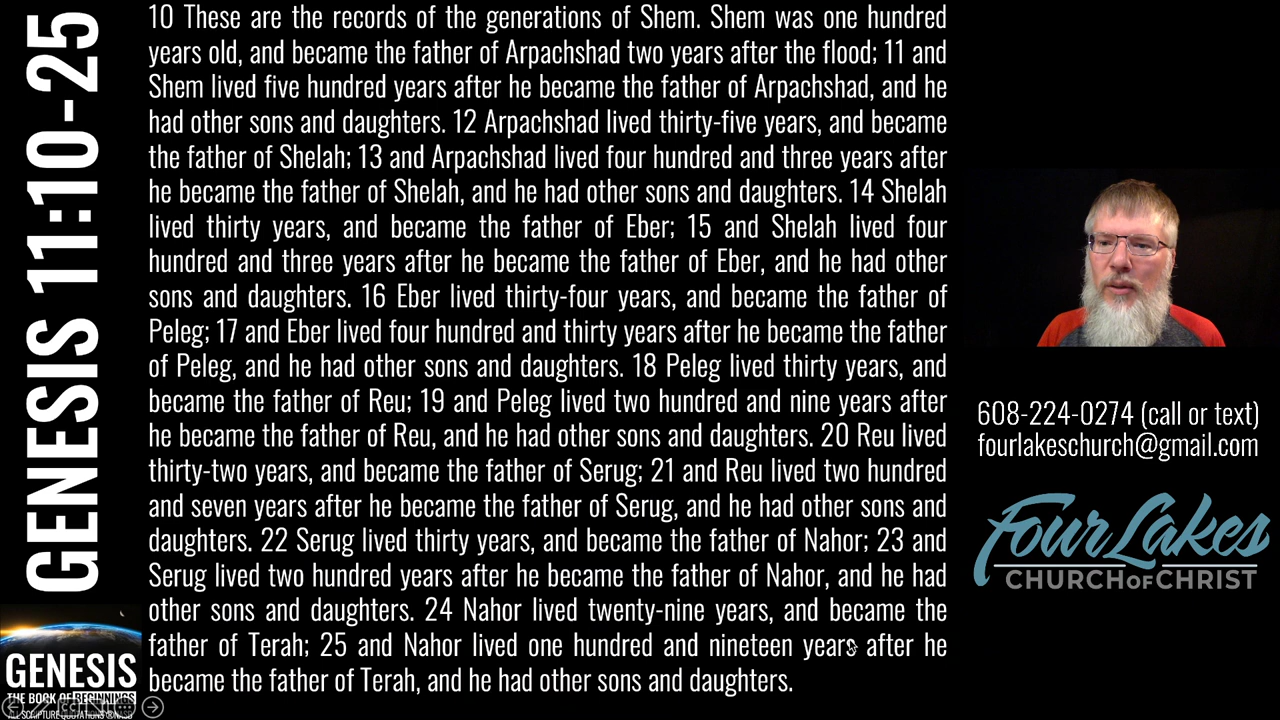 GENESIS 11:10-25
10 These are the records of the generations of Shem. Shem was one hundred
years old, and became the father of Arpachshad two years after the flood; 11 and
Shem lived five hundred years after he became the father of Arpachshad, and he
had other sons and daughters. 12 Arpachshad lived thirty-five years, and became
the father of Shelah; 13 and Arpachshad lived four hundred and three years after
he became the father of Shelah, and he had other sons and daughters. 14 Shelah
lived thirty years, and became the father of Eber; 15 and Shelah lived four
hundred and three years after he became the father of Eber, and he had other
sons and daughters. 16 Eber lived thirty-four years, and became the father of
Peleg; 17 and Eber lived four hundred and thirty years after he became the father
of Peleg, and he had other sons and daughters. 18 Peleg lived thirty years, and
became the father of Reu; 19 and Peleg lived two hundred and nine years after
he became the father of Reu, and he had other sons and daughters. 20 Reu lived
thirty-two years, and became the father of Serug; 21 and Reu lived two hundred
and seven years after he became the father of Serug, and he had other sons and
daughters. 22 Serug lived thirty years, and became the father of Nahor; 23 and
Serug lived two hundred years after he became the father of Nahor, and he had
other sons and daughters. 24 Nahor lived twenty-nine years, and became the
father of Terah; 25 and Nahor lived one hundred and nineteen years after he
became the father of Terah, and he had other sons and daughters.
GENESIS
THE BOOK OF BEGINNINGS
ALL SCRIPTURE QUOTATIONS
608-224-0274 (call or text)
fourlakeschurch@gmail.com
Four Lakes
CHURCH OF CHRIST